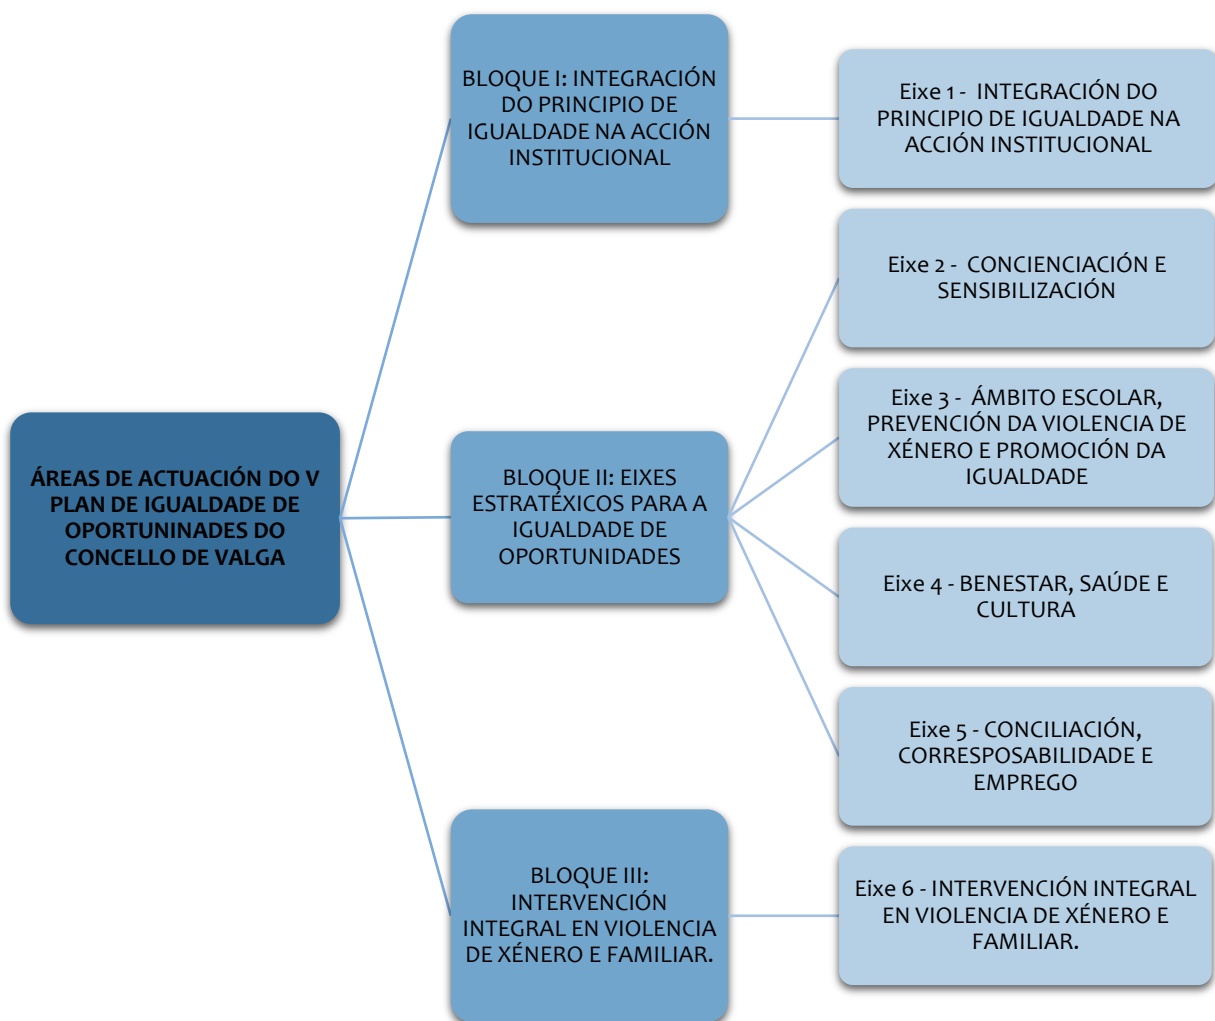 BLOQUE I: INTEGRACIÓN
DO PRINCIPIO DE
IGUALDADE NA ACCIÓN
INSTITUCIONAL
Eixe 1 - INTEGRACIÓN DO
PRINCIPIO DE IGUALDADE NA
ACCIÓN INSTITUCIONAL
Eixe 2 - CONCIENCIACIÓN E
SENSIBILIZACIÓN
Eixe 3 - ÁMBITO ESCOLAR,
PREVENCIÓN DA VIOLENCIA DE
XÉNERO E PROMOCIÓN DA
IGUALDADE
ÁREAS DE ACTUACIÓN DO V
PLAN DE IGUALDADE DE
OPORTUNINADES DO
CONCELLO DE VALGA
BLOQUE II: EIXES
ESTRATÉXICOS PARA A
IGUALDADE DE
OPORTUNIDADES
Eixe 4 - BENESTAR, SAÚDE E
CULTURA
Eixe 5 - CONCILIACIÓN,
CORRESPOSABILIDADE E
EMPREGO
BLOQUE III:
INTERVENCIÓN
INTEGRAL EN VIOLENCIA
DE XÉNERO E FAMILIAR.
Eixe 6 - INTERVENCIÓN INTEGRAL
EN VIOLENCIA DE XÉNERO E
FAMILIAR.